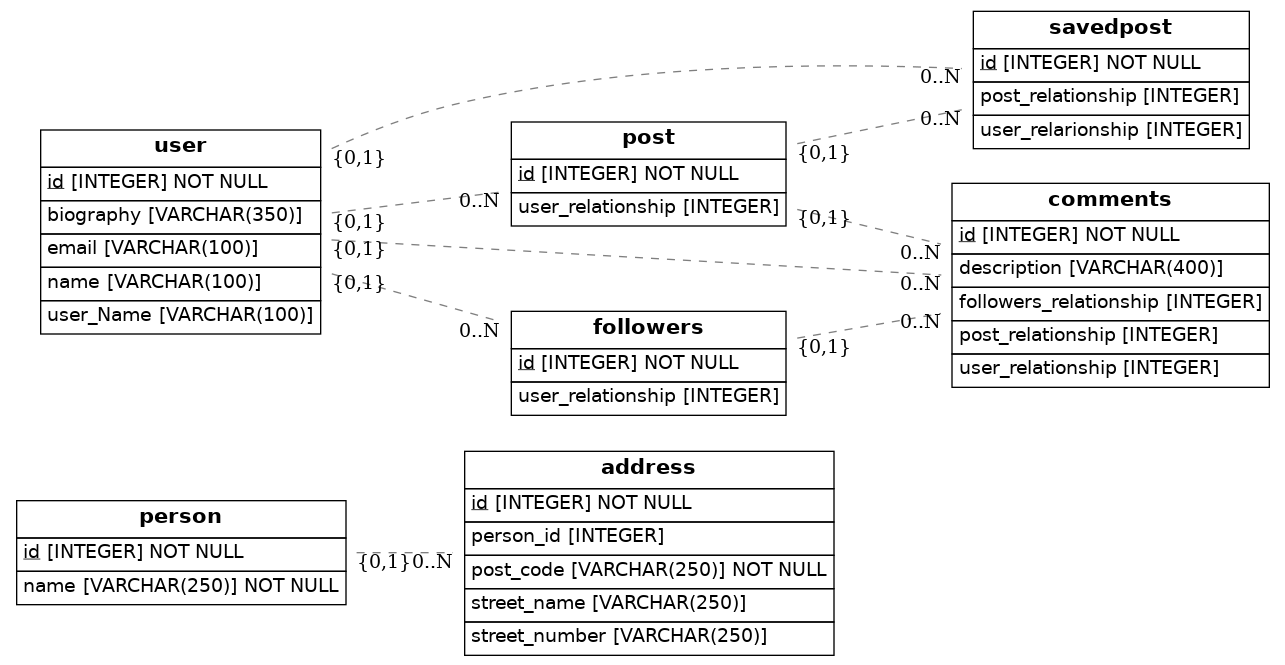 savedpost
id [INTEGER] NOT NULL
post_relationship [INTEGER]
user_relarionship [INTEGER]
user
id [INTEGER] NOT NULL
biography [VARCHAR(350)]
email [VARCHAR(100)]
name [VARCHAR(100)]
user_Name [VARCHAR(100)]
post
id [INTEGER] NOT NULL
user_relationship [INTEGER]
comments
id [INTEGER] NOT NULL
description [VARCHAR(400)]
followers_relationship [INTEGER]
post_relationship [INTEGER]
user_relationship [INTEGER]
followers
id [INTEGER] NOT NULL
user_relationship [INTEGER]
0..N
{0,1}
0..N
{0,1}
0..N
{0,1}
0..N
{0,1}
0..N
{0,1}
0..N
{0,1}
0..N
{0,1}
person
id [INTEGER] NOT NULL
name [VARCHAR(250)] NOT NULL
{0,1} 0..N
address
id [INTEGER] NOT NULL
person_id [INTEGER]
post_code [VARCHAR(250)] NOT NULL
street_name [VARCHAR(250)]
street_number [VARCHAR(250)]